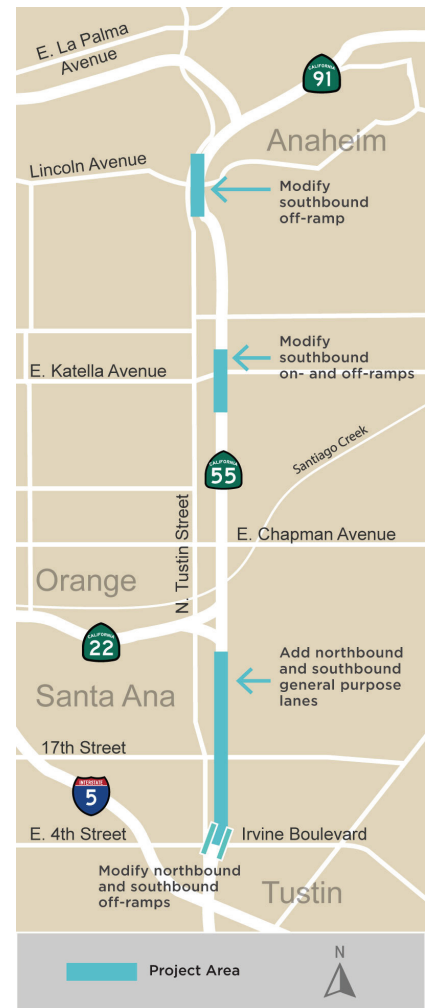 E. La Palma
Avenue
CALIFORNIA
91
Anaheim
Lincoln Avenue
Modify
southbound
off-ramp
Modify
southbound
on- and off-ramps
E. Katella Avenue
Santiago Creek
CALIFORNIA
55
N. Tustin Street
E. Chapman Avenue
Orange
CALIFORNIA
22
Add northbound
and southbound
general purpose
lanes
Santa Ana
17th Street
INTERSTATE
5
E. 4th Street
Irvine Boulevard
Modify northbound
and southbound
off-ramps
Tustin
Project Area
N